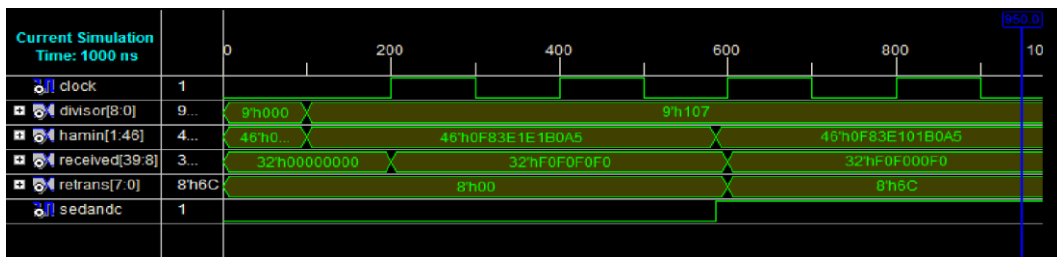 950.0
Current Simulation
Time: 1000 ns
0 200 400 600 800 10
clock 1
divisor[8:0] 9... 9'h000 9'h107
hamin[1:46] 4... 46'h0... 46'h0F83E1E1B0A5 46'h0F83E101B0A5
received[39:8] 3... 32'h00000000 32'hF0F0F0F0 32'hF0F000F0
retrans[7:0] 8'h6C 8'h00 8'h6C
sedandc 1